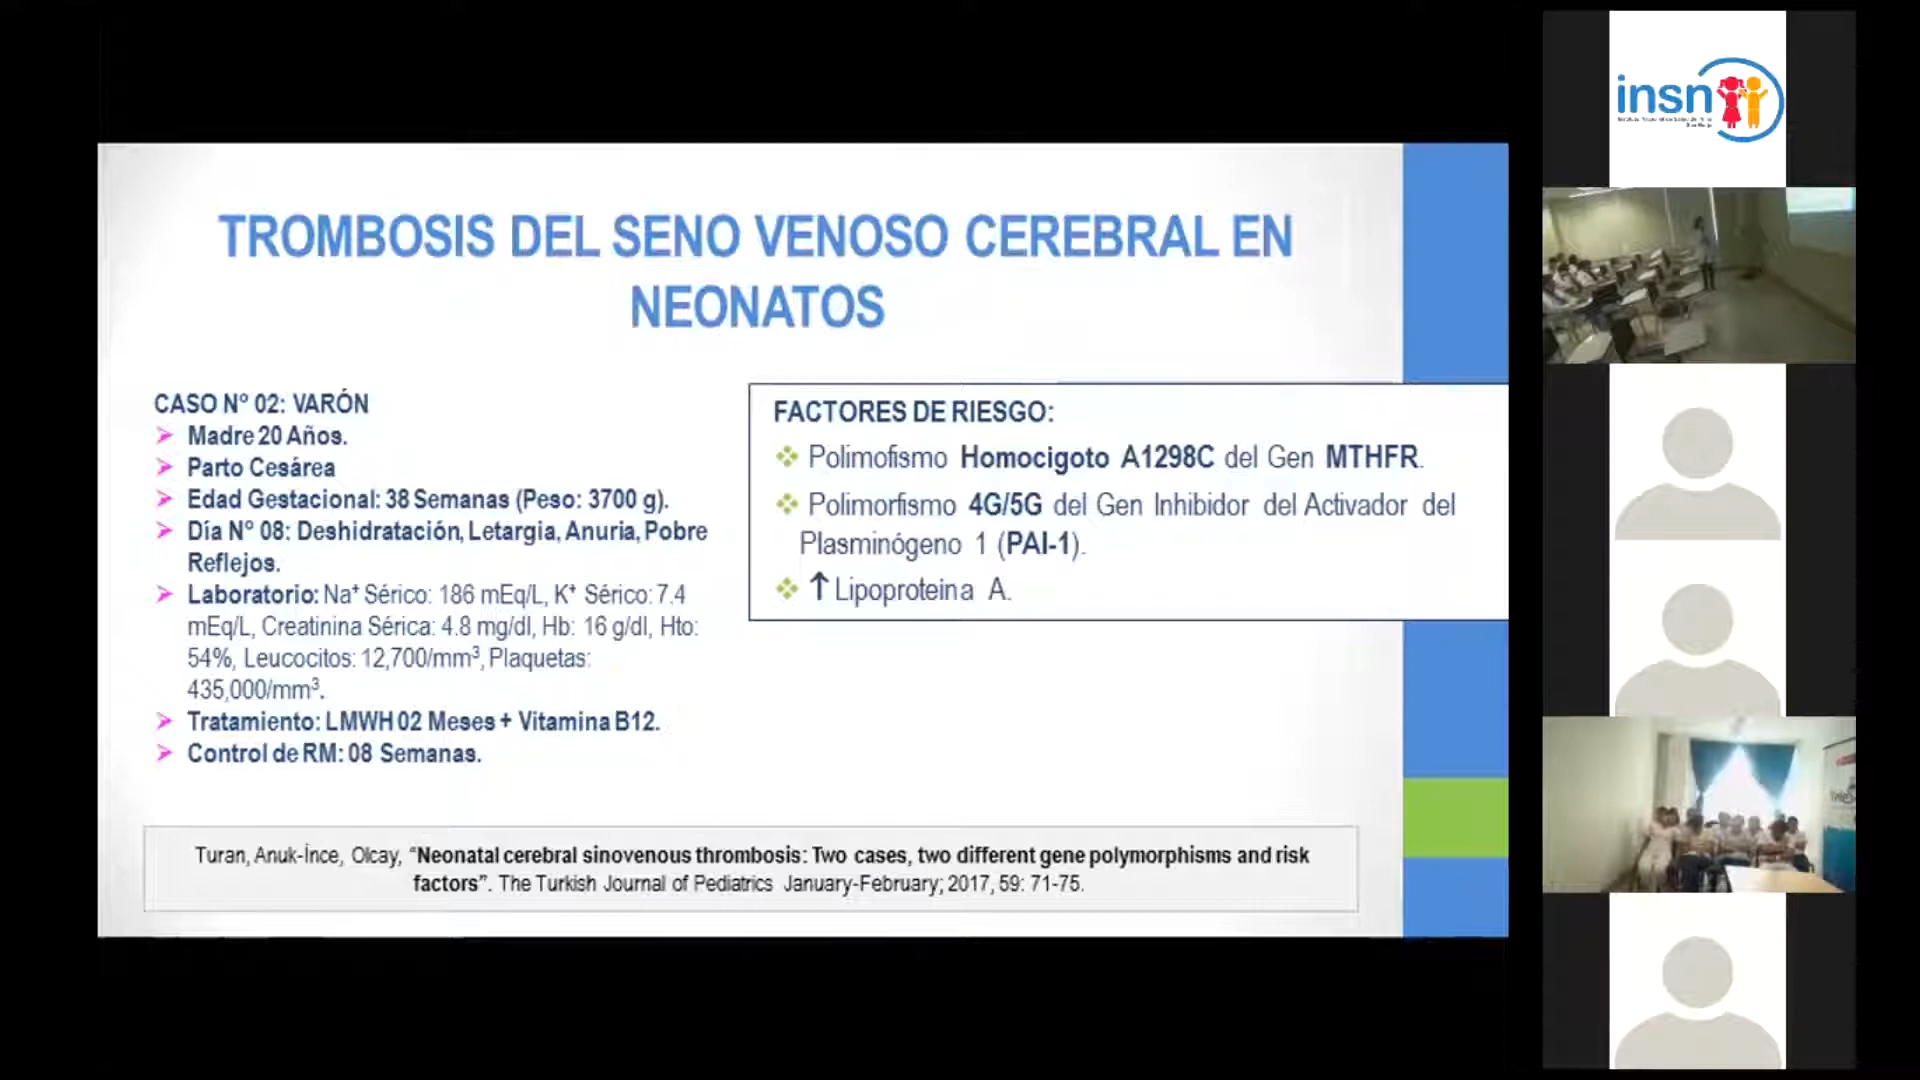 TROMBOSIS DEL SENO VENOSO CEREBRAL EN
NEONATOS
CASO Nº 02: VARÓN
Madre 20 Años.
Parto Cesárea
Edad Gestacional: 38 Semanas (Peso: 3700 g).
Día Nº 08: Deshidratación, Letargia, Anuria, Pobre
Reflejos.
Laboratorio: Na⁺ Sérico: 186 mEq/L, K⁺ Sérico: 7.4
mEq/L, Creatinina Sérica: 4.8 mg/dl, Hb: 16 g/dl, Hto:
54%, Leucocitos: 12,700/mm³, Plaquetas:
435,000/mm³.
Tratamiento: LMWH 02 Meses + Vitamina B12.
Control de RM: 08 Semanas.
FACTORES DE RIESGO:
Polimofismo Homocigoto A1298C del Gen MTHFR.
Polimorfismo 4G/5G del Gen Inhibidor del Activador del
Plasminógeno 1 (PAI-1).
↑ Lipoproteina A.
Turan, Anuk-İnce, Olcay, “Neonatal cerebral sinovenous thrombosis: Two cases, two different gene polymorphisms and risk
factors”. The Turkish Journal of Pediatrics January-February; 2017, 59: 71-75.
insn